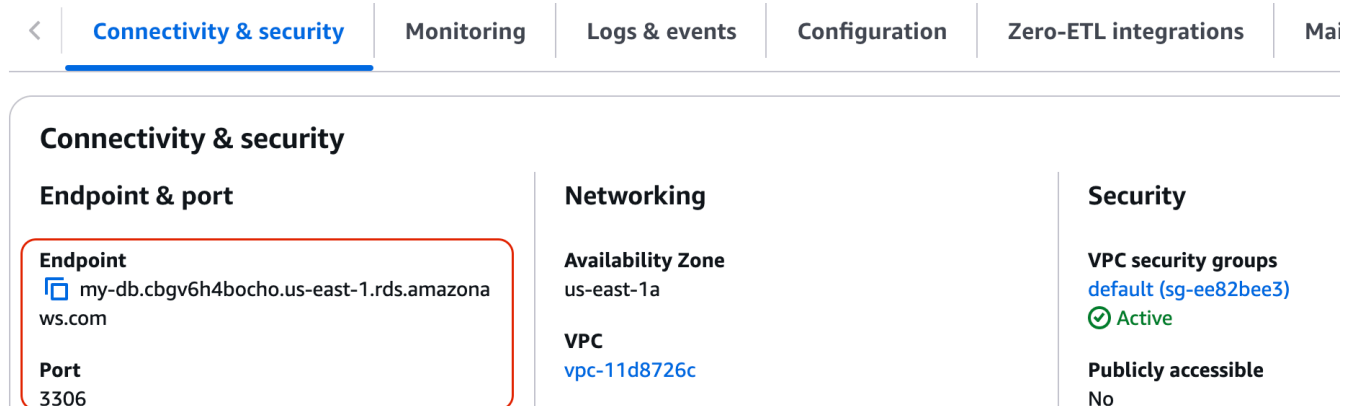 Connectivity & security
Monitoring
Logs & events
Configuration
Zero-ETL integrations
Connectivity & security
Endpoint & port
Endpoint
my-db.cbgv6h4bocho.us-east-1.rds.amazona
ws.com
Port
3306
Networking
Availability Zone
us-east-1a
VPC
vpc-11d8726c
Security
VPC security groups
default (sg-ee82bee3)
Active
Publicly accessible
No